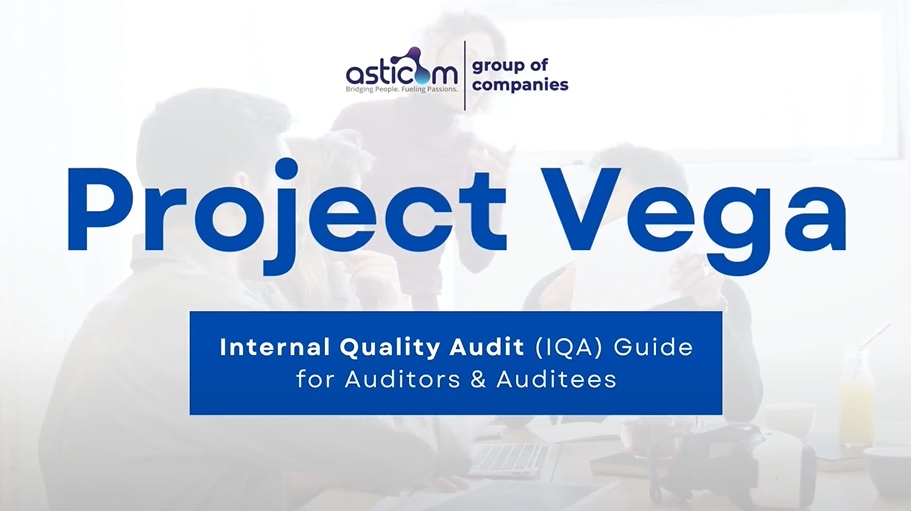 asticom
Bridging People. Fueling Passions.
group of
companies
Project Vega
Internal Quality Audit (IQA) Guide
for Auditors & Auditees